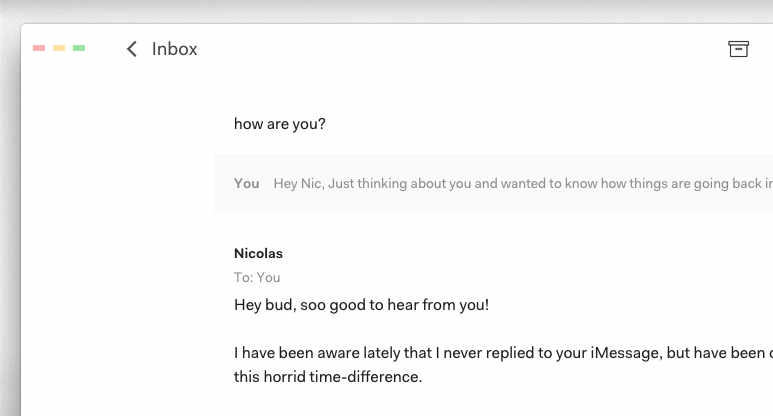 Inbox
how are you?
You Hey Nic, Just thinking about you and wanted to know how things are going back in
Nicolas
To: You
Hey bud, soo good to hear from you!
I have been aware lately that I never replied to your iMessage, but have been
this horrid time-difference.